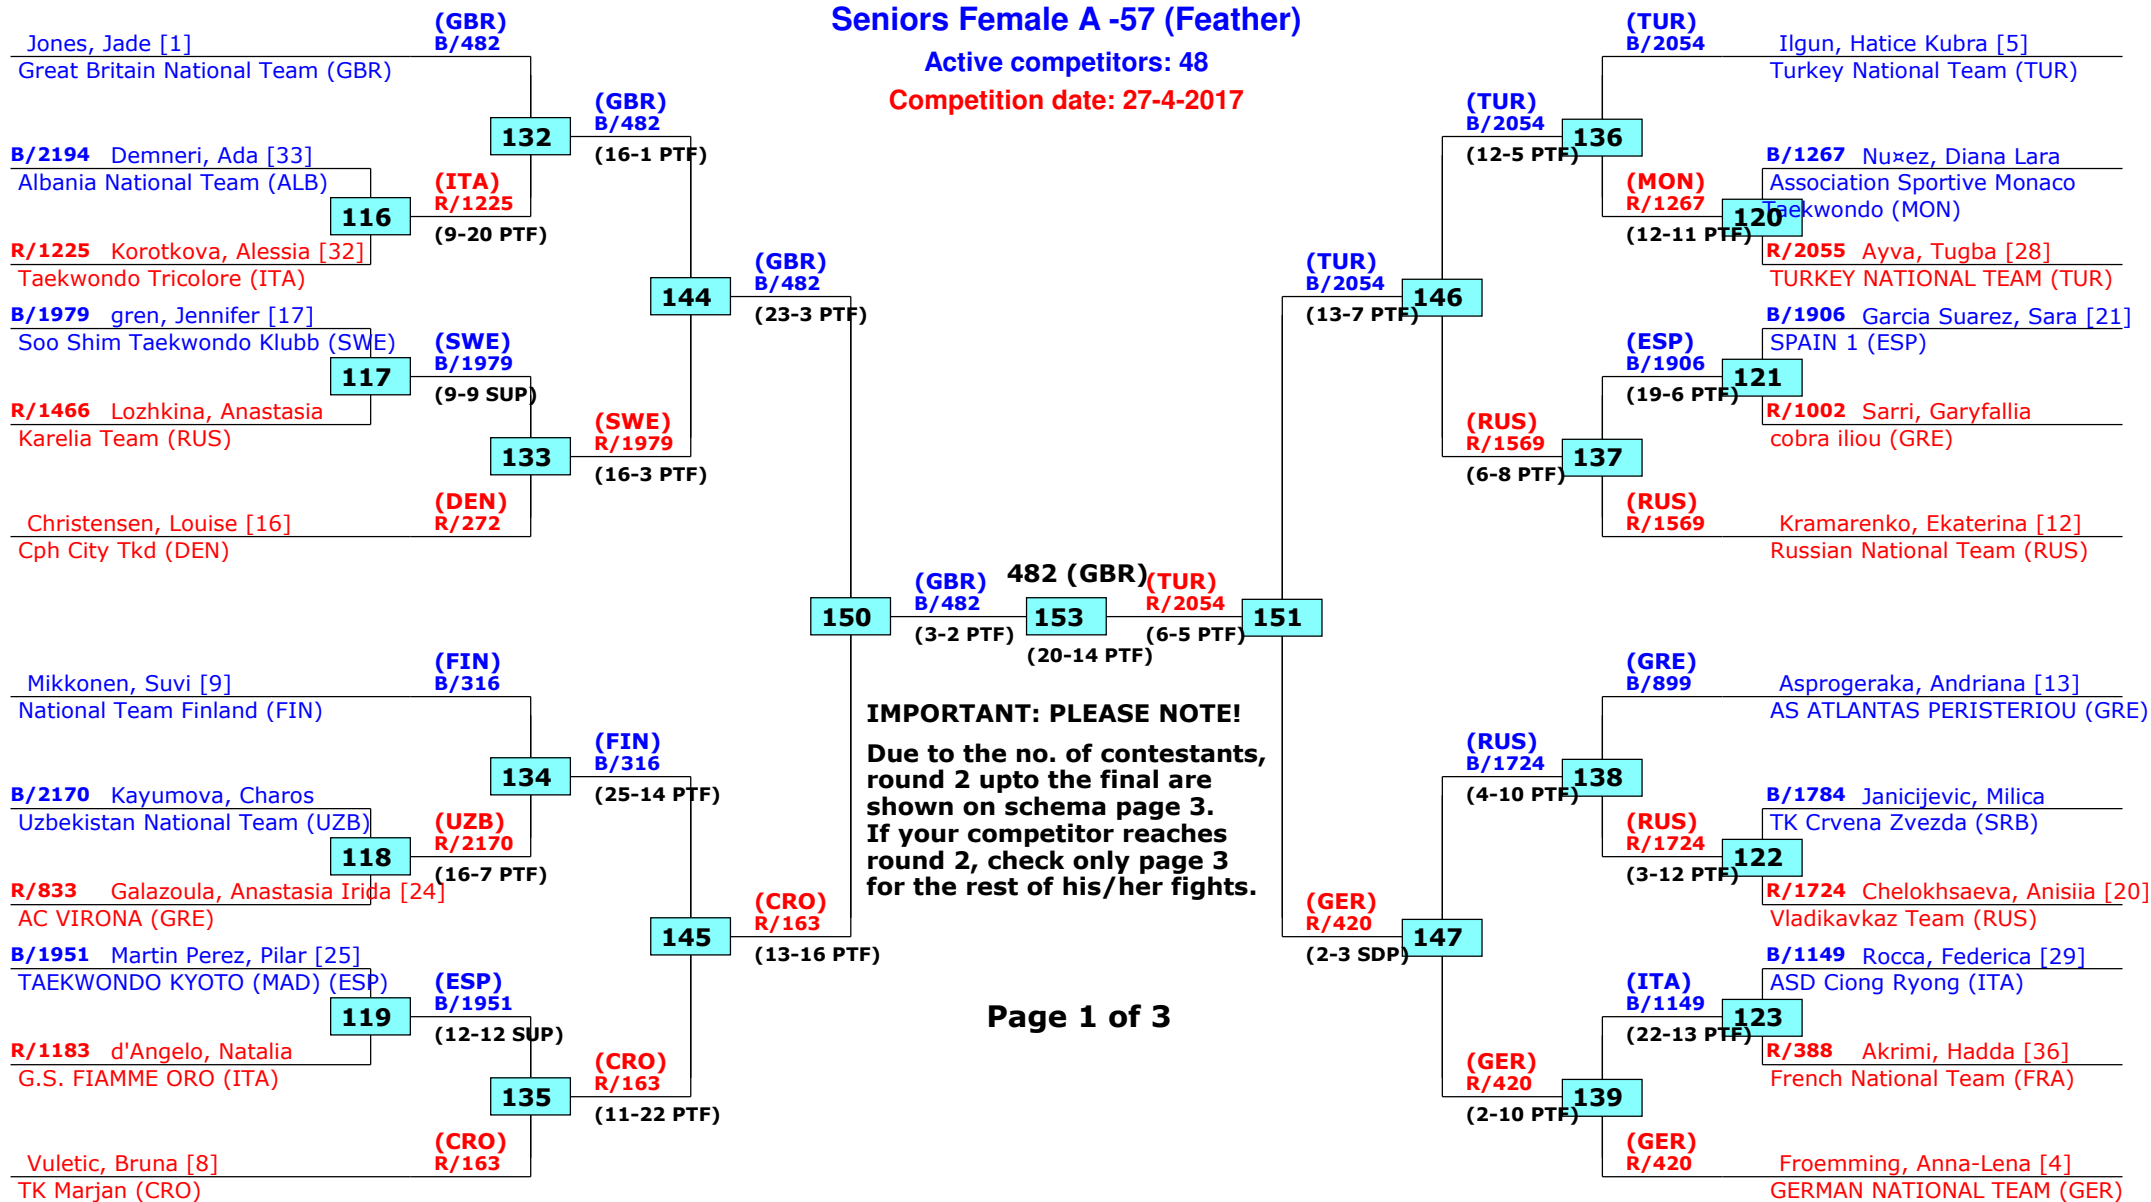 Seniors Female A -57 (Feather)
Active competitors: 48
Competition date: 27-4-2017
Jones, Jade [1]
Great Britain National Team (GBR)
(GBR)
B/482
132
(GBR)
B/482
(16-1 PTF)
B/2194 Demneri, Ada [33]
Albania National Team (ALB)
116
(ITA)
R/1225
(9-20 PTF)
R/1225 Korotkova, Alessia [32]
Taekwondo Tricolore (ITA)
144
(GBR)
B/482
(23-3 PTF)
B/1979 gren, Jennifer [17]
Soo Shim Taekwondo Klubb (SWE)
117
(SWE)
B/1979
(9-9 SUP)
R/1466 Lozhkina, Anastasia
Karelia Team (RUS)
133
(SWE)
R/1979
(16-3 PTF)
Christensen, Louise [16]
Cph City Tkd (DEN)
(DEN)
R/272
150
(GBR)
B/482
(3-2 PTF)
482 (GBR)
153
(20-14 PTF)
(TUR)
R/2054
(6-5 PTF)
151
Mikkonen, Suvi [9]
National Team Finland (FIN)
(FIN)
B/316
134
(FIN)
B/316
(25-14 PTF)
B/2170 Kayumova, Charos
Uzbekistan National Team (UZB)
118
(UZB)
R/2170
(16-7 PTF)
R/833 Galazoula, Anastasia Irida [24]
AC VIRONA (GRE)
145
(CRO)
R/163
(13-16 PTF)
B/1951 Martin Perez, Pilar [25]
TAEKWONDO KYOTO (MAD) (ESP)
119
(ESP)
B/1951
(12-12 SUP)
R/1183 d'Angelo, Natalia
G.S. FIAMME ORO (ITA)
135
(CRO)
R/163
(11-22 PTF)
Vuletic, Bruna [8]
TK Marjan (CRO)
(CRO)
R/163
IMPORTANT: PLEASE NOTE!
Due to the no. of contestants,
round 2 upto the final are
shown on schema page 3.
If your competitor reaches
round 2, check only page 3
for the rest of his/her fights.
Page 1 of 3
(TUR)
B/2054
Ilgun, Hatice Kubra [5]
Turkey National Team (TUR)
(TUR)
B/2054
(12-5 PTF)
136
B/1267 Nu¤ez, Diana Lara
Association Sportive Monaco
Taekwondo (MON)
(MON)
R/1267
(12-11 PTF)
120
R/2055 Ayva, Tugba [28]
TURKEY NATIONAL TEAM (TUR)
(TUR)
B/2054
(13-7 PTF)
146
B/1906 Garcia Suarez, Sara [21]
SPAIN 1 (ESP)
(ESP)
B/1906
(19-6 PTF)
121
R/1002 Sarri, Garyfallia
cobra iliou (GRE)
(RUS)
R/1569
(6-8 PTF)
137
(RUS)
R/1569
Kramarenko, Ekaterina [12]
Russian National Team (RUS)
(GRE)
B/899
Asprogeraka, Andriana [13]
AS ATLANTAS PERISTERIOU (GRE)
(RUS)
B/1724
(4-10 PTF)
138
B/1784 Janicijevic, Milica
TK Crvena Zvezda (SRB)
(RUS)
R/1724
(3-12 PTF)
122
R/1724 Chelokhsaeva, Anisiia [20]
Vladikavkaz Team (RUS)
(GER)
R/420
(2-3 SDP)
147
B/1149 Rocca, Federica [29]
ASD Ciong Ryong (ITA)
(ITA)
B/1149
(22-13 PTF)
123
R/388 Akrimi, Hadda [36]
French National Team (FRA)
(GER)
R/420
(2-10 PTF)
139
(GER)
R/420
Froemming, Anna-Lena [4]
GERMAN NATIONAL TEAM (GER)